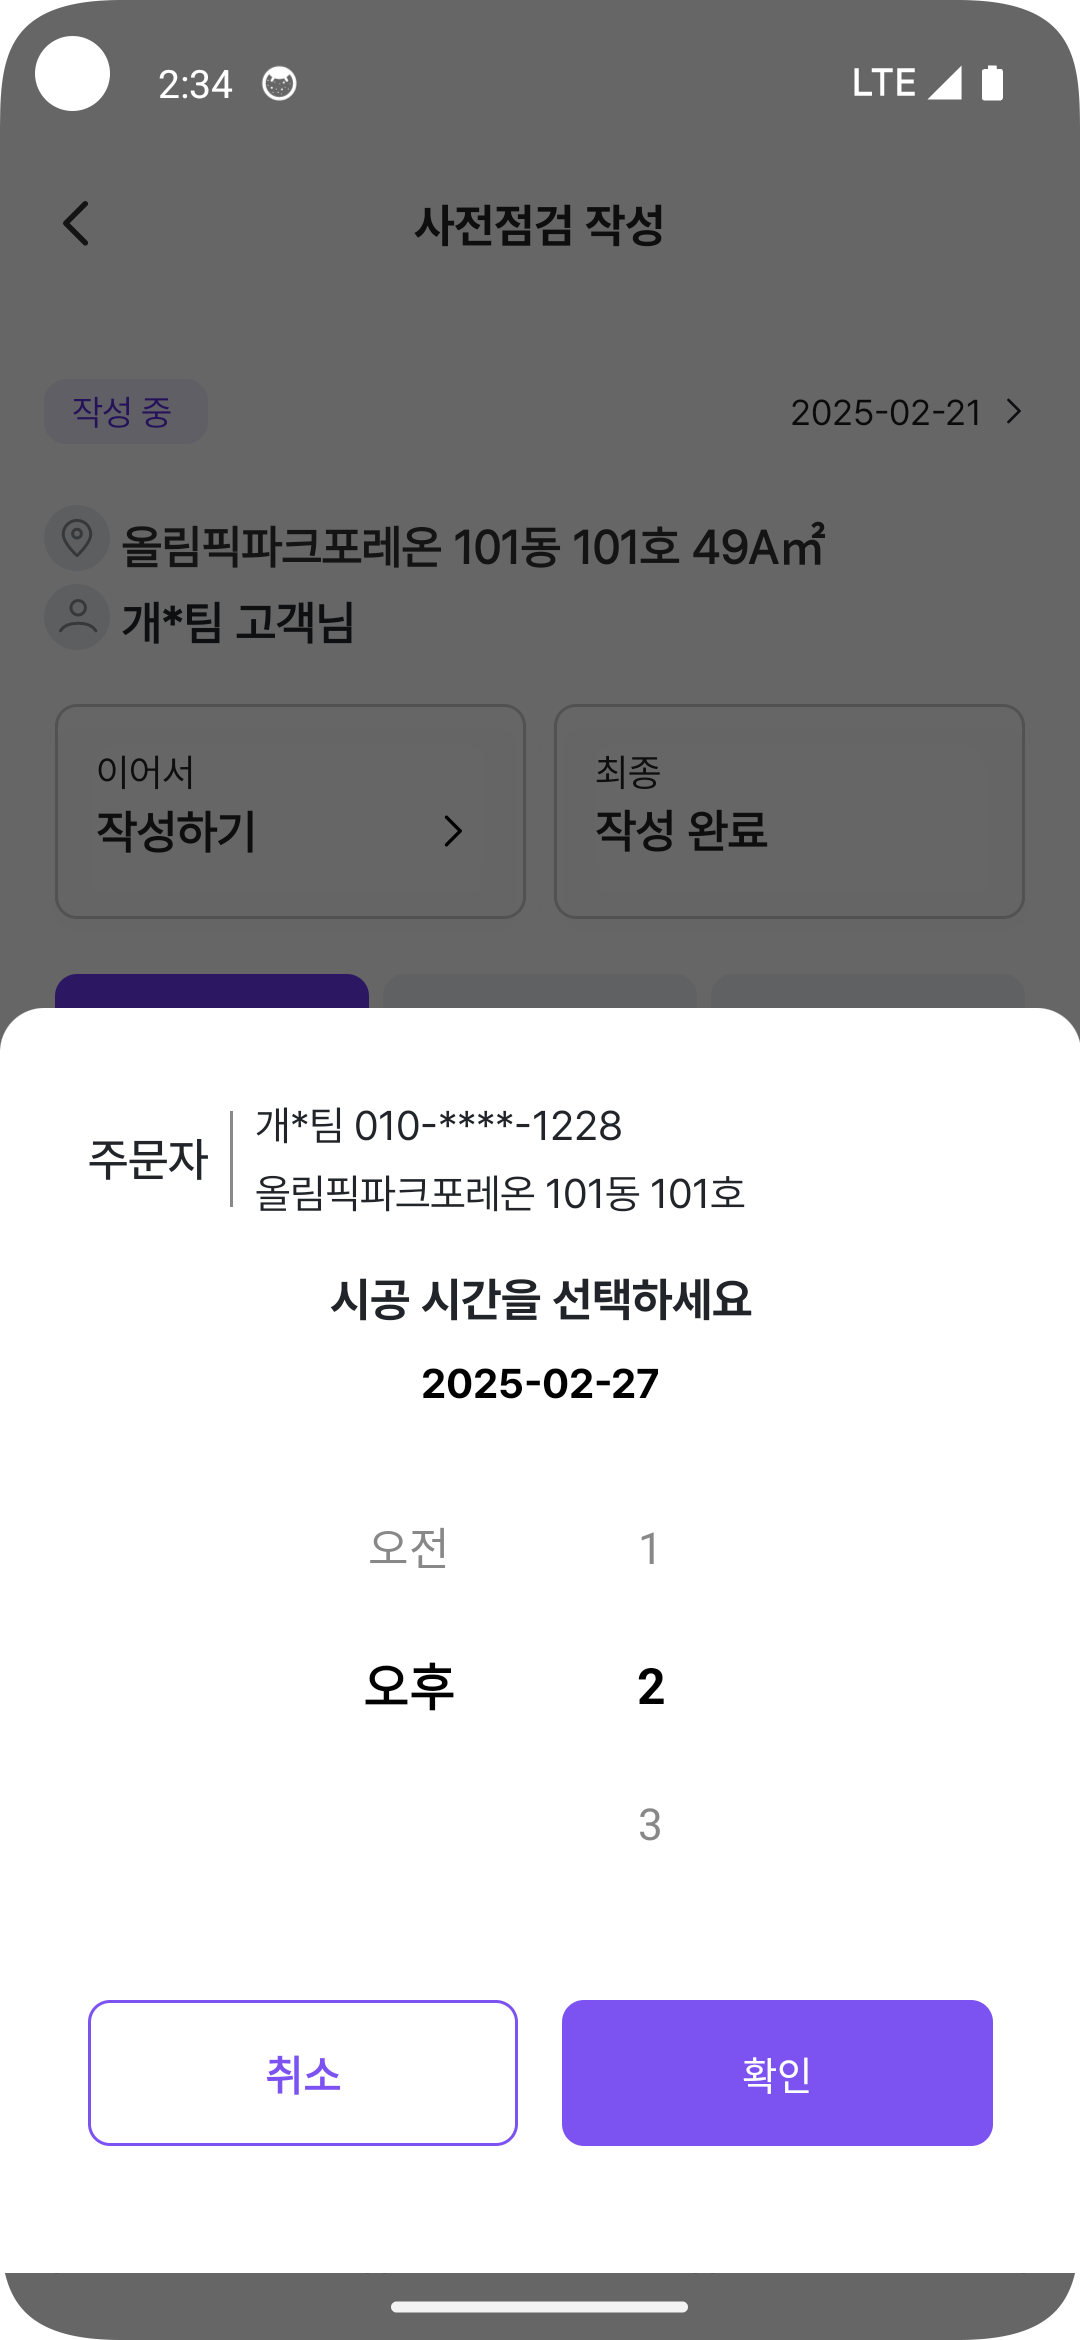 2:34
LTE
사전점검 작성
작성 중
2025-02-21
올림픽파크포레온 101동 101호 49A㎡
개*팀 고객님
이어서
작성하기
최종
작성 완료
주문자
개*팀 010-****-1228
올림픽파크포레온 101동 101호
시공 시간을 선택하세요
2025-02-27
오전 1
오후 2
3
취소
확인